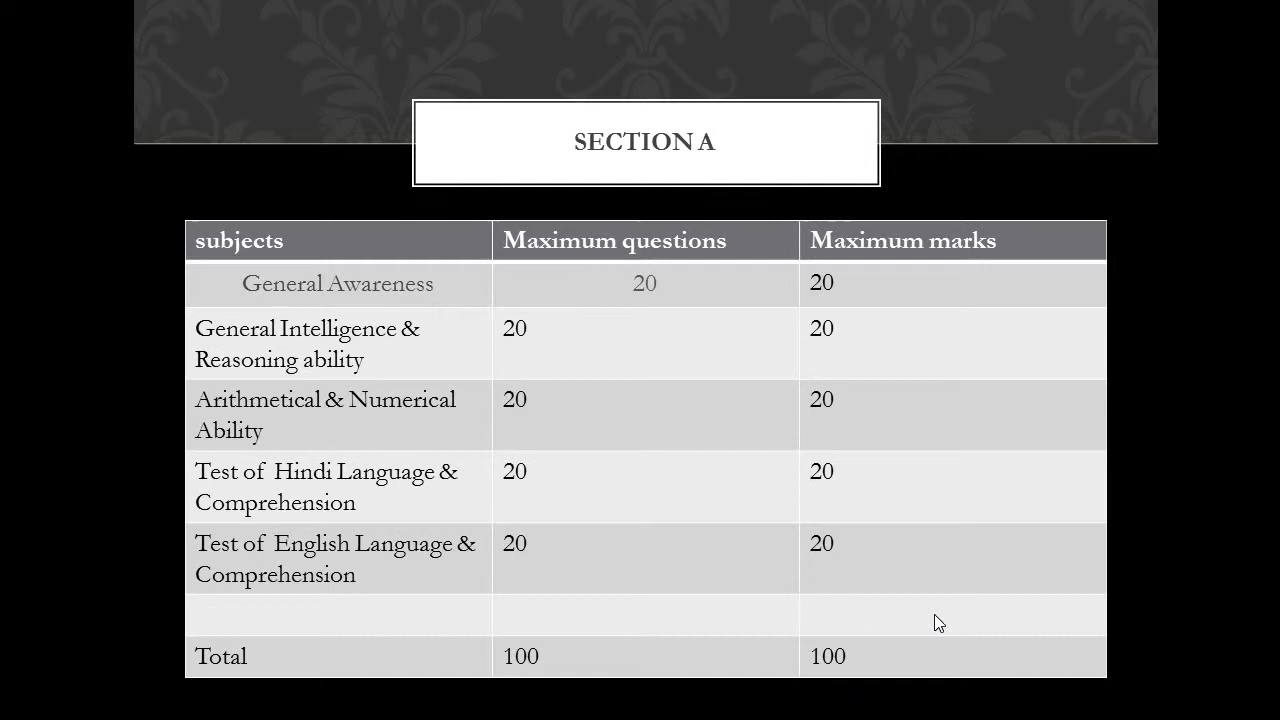 SECTION A
subjects Maximum questions Maximum marks
General Awareness 20 20
General Intelligence & 20 20
Reasoning ability
Arithmetical & Numerical 20 20
Ability
Test of Hindi Language & 20 20
Comprehension
Test of English Language & 20 20
Comprehension
Total 100 100